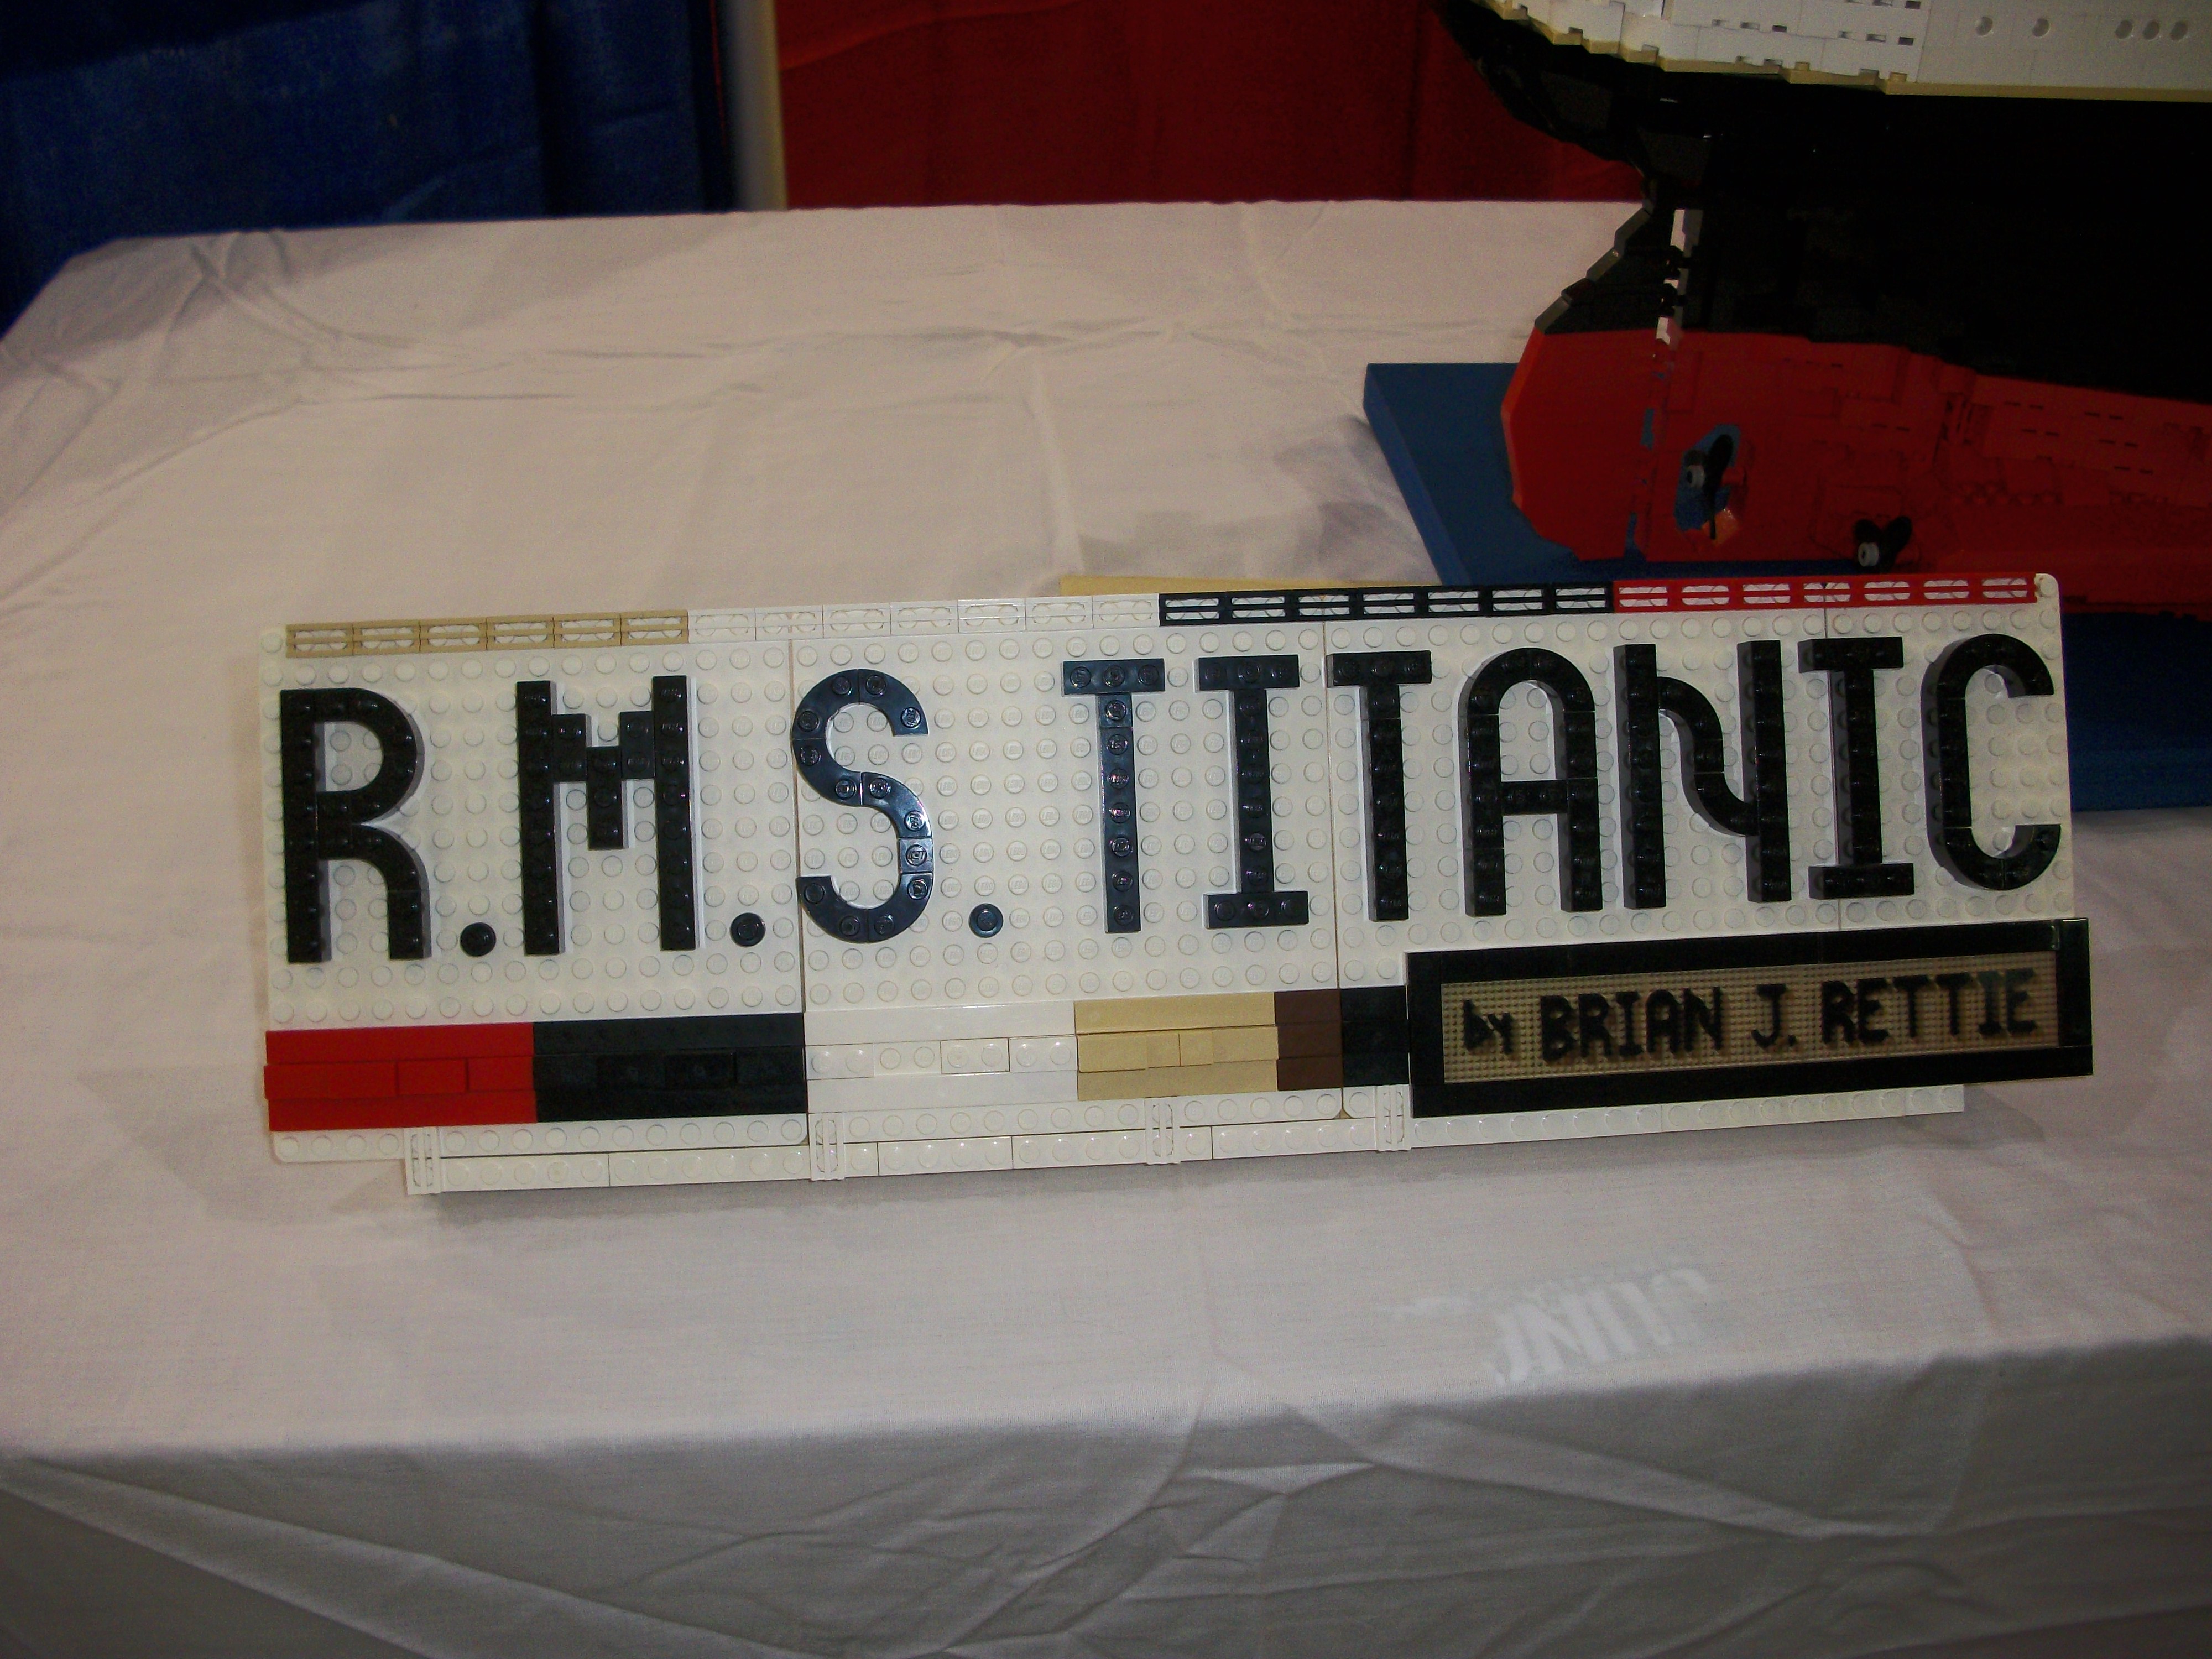 R.M.S. TITANIC
by BRIAN J. RETTIE